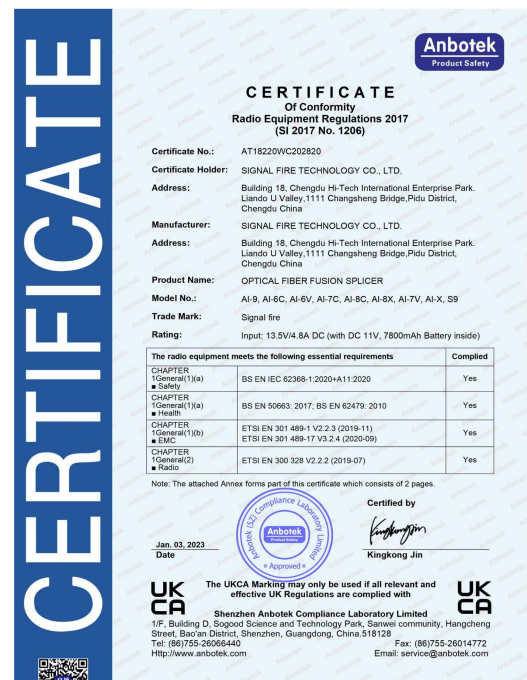 CERTIFICATE
Anbotek
Product Safety
CERTIFICATE
Of Conformity
Radio Equipment Regulations 2017
(SI 2017 No. 1206)
Certificate No.: AT18220WC202820
Certificate Holder: SIGNAL FIRE TECHNOLOGY CO., LTD.
Address: Building 18, Chengdu Hi-Tech International Enterprise Park.
Liando U Valley,1111 Changsheng Bridge,Pidu District,
Chengdu China
Manufacturer: SIGNAL FIRE TECHNOLOGY CO., LTD.
Address: Building 18, Chengdu Hi-Tech International Enterprise Park.
Liando U Valley,1111 Changsheng Bridge,Pidu District,
Chengdu China
Product Name: OPTICAL FIBER FUSION SPLICER
Model No.: AI-9, AI-6C, AI-6V, AI-7C, AI-8C, AI-8X, AI-7V, AI-X, S9
Trade Mark: Signal fire
Rating: Input: 13.5V/4.8A DC (with DC 11V, 7800mAh Battery inside)
The radio equipment meets the following essential requirements Complied
CHAPTER
1General(1)(a)
■ Safety
BS EN IEC 62368-1:2020+A11:2020 Yes
CHAPTER
1General(1)(a)
■ Health
BS EN 50663: 2017; BS EN 62479: 2010 Yes
CHAPTER
1General(1)(b)
■ EMC
ETSI EN 301 489-1 V2.2.3 (2019-11)
ETSI EN 301 489-17 V3.2.4 (2020-09) Yes
CHAPTER
1General(2)
■ Radio
ETSI EN 300 328 V2.2.2 (2019-07) Yes
Note: The attached Annex forms part of this certificate which consists of 2 pages.
Anbotek (SZ) Compliance Laboratory Limited
Anbotek
Product Safety
* Approved *
Certified by
Jan. 03, 2023
Date
Kingkong Jin
Kingkong Jin
UK
CA
The UKCA Marking may only be used if all relevant and
effective UK Regulations are complied with
UK
CA
Shenzhen Anbotek Compliance Laboratory Limited
1/F, Building D, Sogood Science and Technology Park, Sanwei community, Hangcheng
Street, Bao'an District, Shenzhen, Guangdong, China.518128
Tel: (86)755-26066440 Fax: (86)755-26014772
Http://www.anbotek.com Email: service@anbotek.com